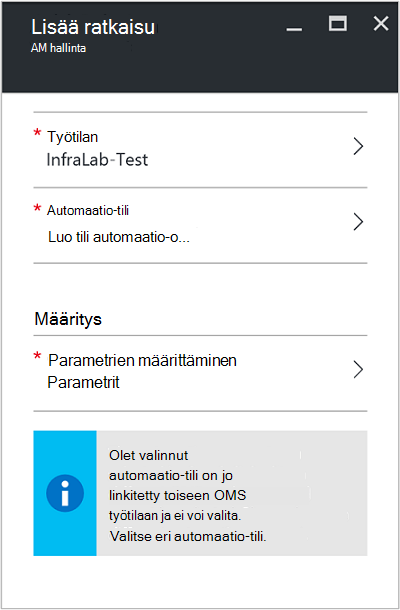 Lisää ratkaisu
AM hallinta
* Työtilan
InfraLab-Test
* Automaatio-tili
Luo tili automaatio-o...
Määritys
* Parametrien määrittäminen
Parametrit
Olet valinnut
automaatio-tili on jo
linkitetty toiseen OMS
työtilaan ja ei voi valita.
Valitse eri automaatio-tili.